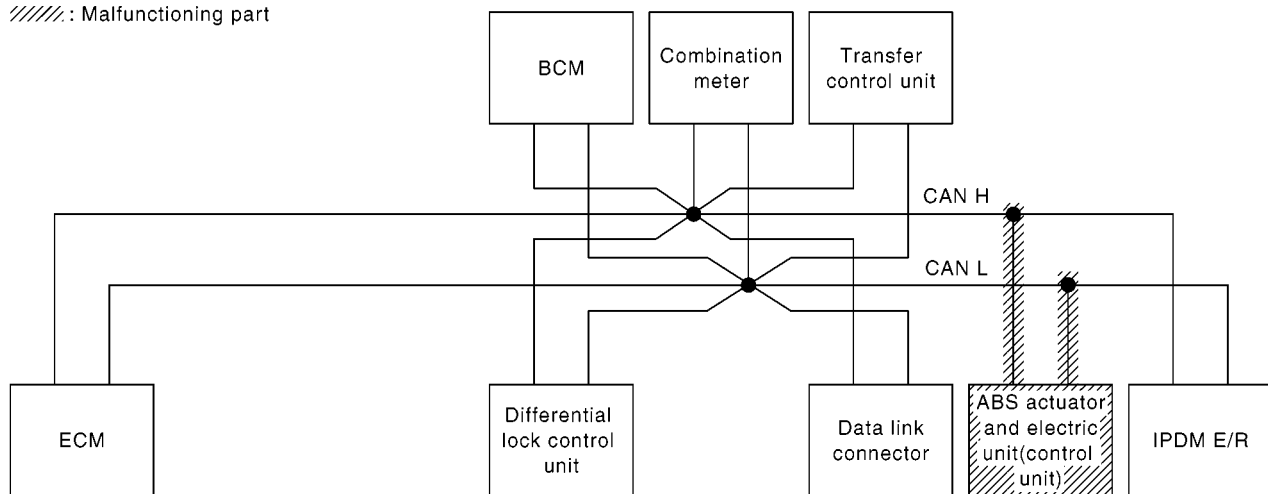 : Malfunctioning part
BCM
Combination
meter
Transfer
control unit
CAN H
CAN L
ECM
Differential
lock control
unit
Data link
connector
ABS actuator
and electric
unit(control
unit)
IPDM E/R